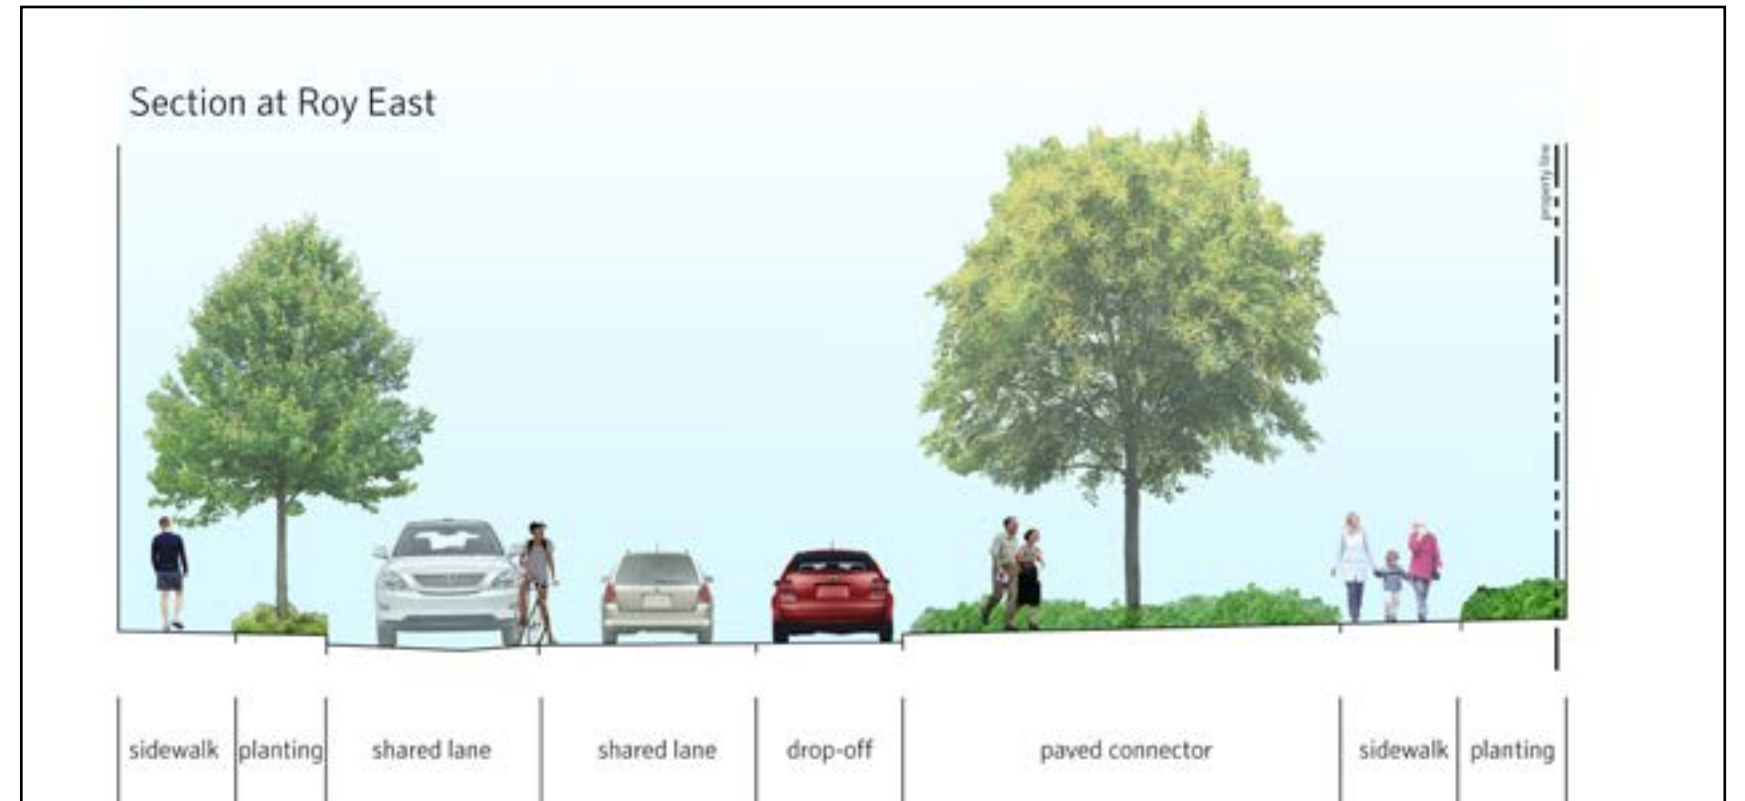 Section at Roy East
property line
sidewalk
planting
shared lane
shared lane
drop-off
paved connector
sidewalk
planting